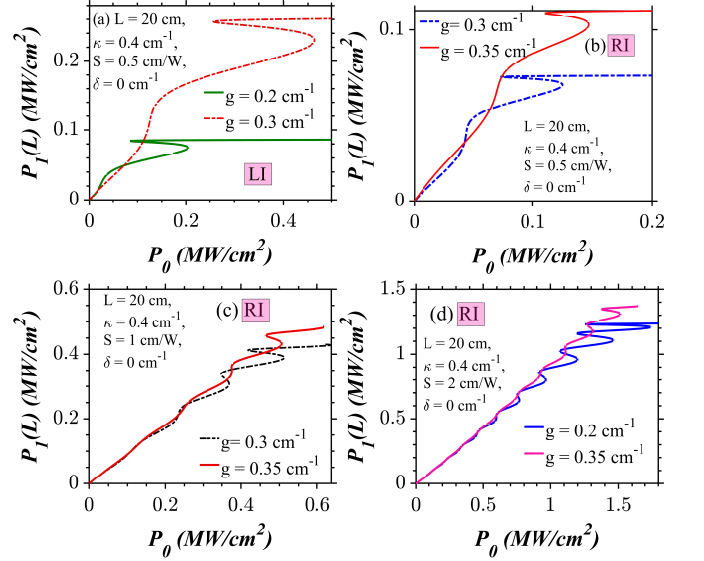 (a) L = 20 cm,
κ = 0.4 cm-1,
S = 0.5 cm/W,
δ = 0 cm-1
g = 0.2 cm-1
g = 0.3 cm-1
LI
0.2
0.1
0
0
0.2
0.4
P1(L) (MW/cm2)
P0 (MW/cm2)
g = 0.3 cm-1
g = 0.35 cm-1
(b) RI
L = 20 cm,
κ = 0.4 cm-1
S = 0.5 cm/W,
δ = 0 cm-1
0.1
0
0
0.1
0.2
P1(L) (MW/cm2)
P0 (MW/cm2)
L = 20 cm,
κ = 0.4 cm-1,
S = 1 cm/W,
δ = 0 cm-1
(c) RI
g= 0.3 cm-1
g = 0.35 cm-1
0.6
0.4
0.2
0
0
0.2
0.4
0.6
P1(L) (MW/cm2)
P0 (MW/cm2)
(d) RI
L = 20 cm,
κ = 0.4 cm-1
S = 2 cm/W,
δ = 0 cm-1
g = 0.2 cm-1
g = 0.35 cm-1
1.5
1
0.5
0
0
0.5
1
1.5
P1(L) (MW/cm2)
P0 (MW/cm2)